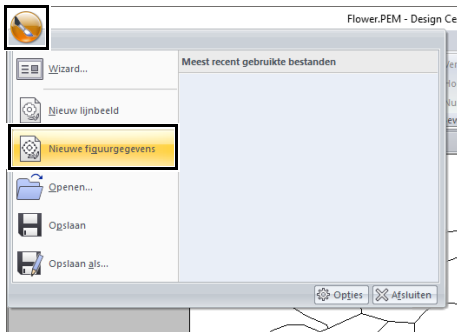 Flower.PEM - Design Ce
Wizard...
Meest recent gebruikte bestanden
Nieuw lijnbeeld
Nieuwe figuurgegevens
Openen...
Opslaan
Opslaan als...
Opties
Afsluiten